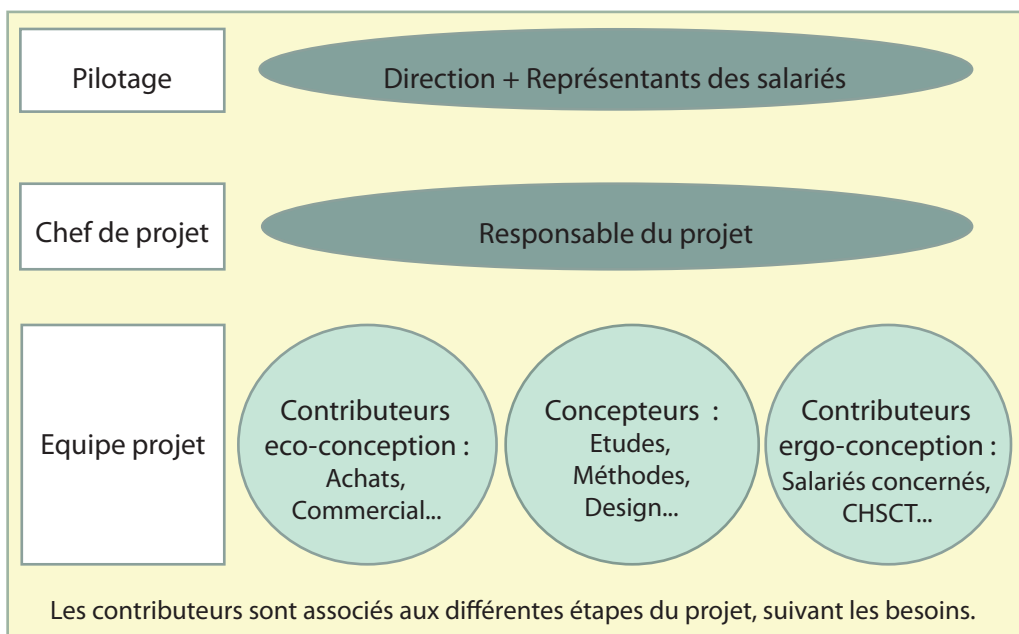 Pilotage
Direction + Représentants des salariés
Chef de projet
Responsable du projet
Equipe projet
Contributeurs
eco-conception :
Achats,
Commercial...
Concepteurs :
Etudes,
Méthodes,
Design...
Contributeurs
ergo-conception :
Salariés concernés,
CHSCT...
Les contributeurs sont associés aux différentes étapes du projet, suivant les besoins.